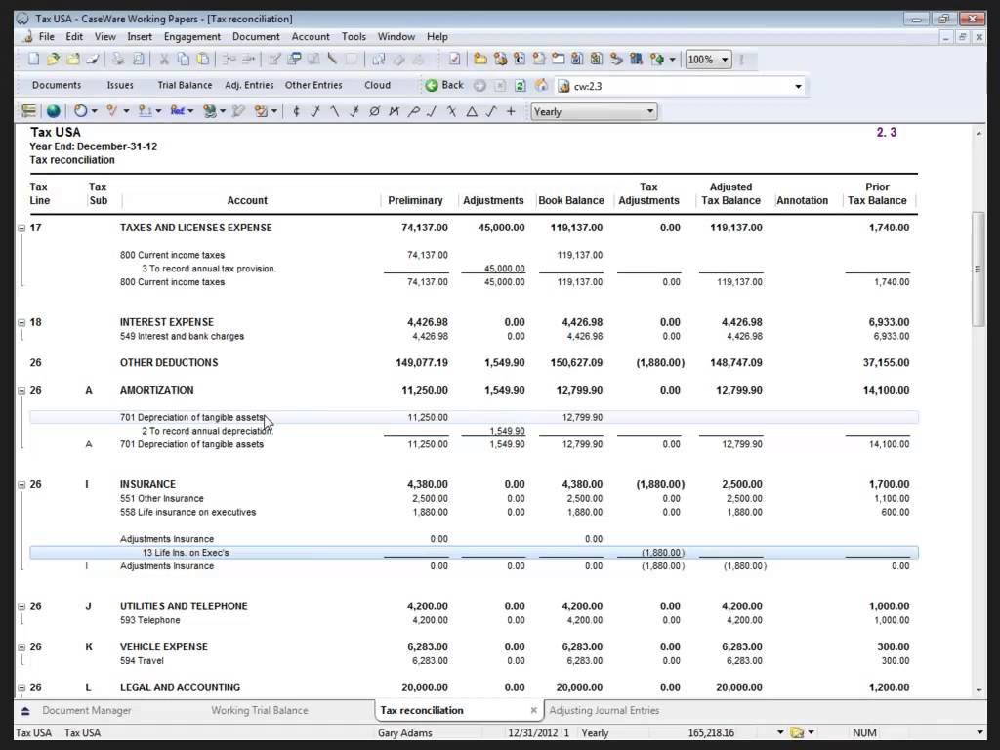 Tax USA - CaseWare Working Papers - [Tax reconciliation]
File Edit View Insert Engagement Document Account Tools Window Help
100%
Documents Issues Trial Balance Adj. Entries Other Entries Cloud Back cw:2.3
Yearly
Tax USA 2. 3
Year End: December-31-12
Tax reconciliation
Tax Tax Tax Adjusted Prior
Line Sub Account Preliminary Adjustments Book Balance Adjustments Tax Balance Annotation Tax Balance
17 TAXES AND LICENSES EXPENSE 74,137.00 45,000.00 119,137.00 0.00 119,137.00 1,740.00
800 Current income taxes 74,137.00 119,137.00
3 To record annual tax provision. 45,000.00
800 Current income taxes 74,137.00 45,000.00 119,137.00 0.00 119,137.00 1,740.00
18 INTEREST EXPENSE 4,426.98 0.00 4,426.98 0.00 4,426.98 6,933.00
549 Interest and bank charges 4,426.98 0.00 4,426.98 0.00 4,426.98 6,933.00
26 OTHER DEDUCTIONS 149,077.19 1,549.90 150,627.09 (1,880.00) 148,747.09 37,155.00
26 A AMORTIZATION 11,250.00 1,549.90 12,799.90 0.00 12,799.90 14,100.00
701 Depreciation of tangible assets 11,250.00 12,799.90
2 To record annual depreciation. 1,549.90
A 701 Depreciation of tangible assets 11,250.00 1,549.90 12,799.90 0.00 12,799.90 14,100.00
26 I INSURANCE 4,380.00 0.00 4,380.00 (1,880.00) 2,500.00 1,700.00
551 Other Insurance 2,500.00 0.00 2,500.00 0.00 2,500.00 1,100.00
558 Life insurance on executives 1,880.00 0.00 1,880.00 0.00 1,880.00 600.00
Adjustments Insurance 0.00 0.00
13 Life Ins. on Exec's (1,880.00)
I Adjustments Insurance 0.00 0.00 0.00 (1,880.00) (1,880.00) 0.00
26 J UTILITIES AND TELEPHONE 4,200.00 0.00 4,200.00 0.00 4,200.00 1,000.00
593 Telephone 4,200.00 0.00 4,200.00 0.00 4,200.00 1,000.00
26 K VEHICLE EXPENSE 6,283.00 0.00 6,283.00 0.00 6,283.00 300.00
594 Travel 6,283.00 0.00 6,283.00 0.00 6,283.00 300.00
26 L LEGAL AND ACCOUNTING 20,000.00 0.00 20,000.00 0.00 20,000.00 1,200.00
Document Manager Working Trial Balance Tax reconciliation Adjusting Journal Entries
Tax USA Tax USA Gary Adams 12/31/2012 1 Yearly 165,218.16 NUM